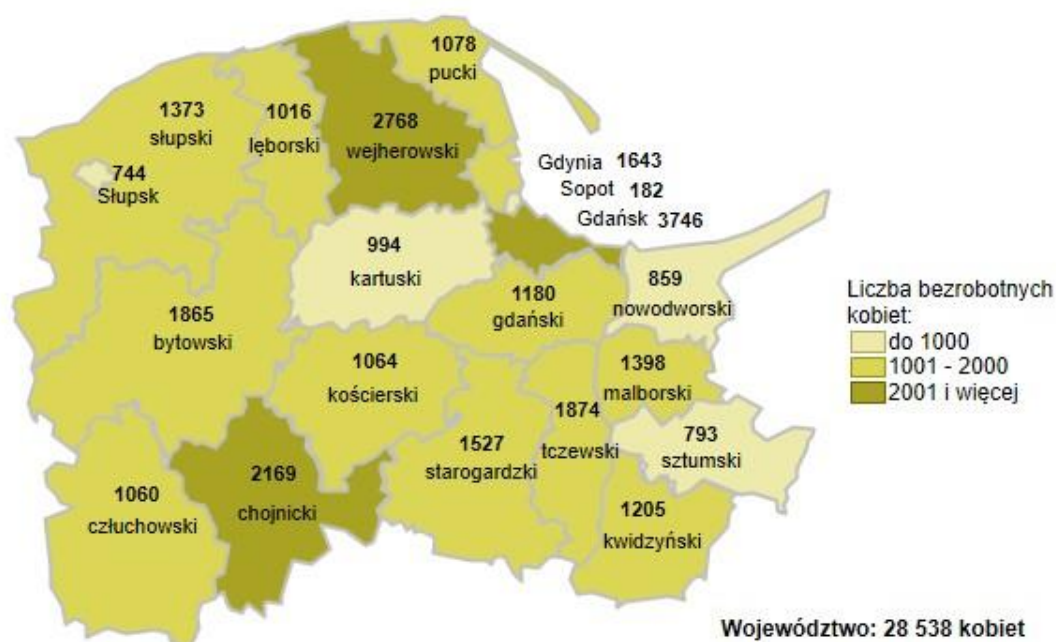 1078
pucki
1373
słupski
1016
lęborski
2768
wejherowski
744
Słupsk
Gdynia 1643
Sopot 182
Gdańsk 3746
994
kartuski
859
nowodworski
1180
gdański
1865
bytowski
1064
kościerski
1398
malborski
1874
tczewski
1527
starogardzki
793
sztumski
2169
chojnicki
1060
człuchowski
1205
kwidzyński
Liczba bezrobotnych
kobiet:
do 1000
1001 - 2000
2001 i więcej
Województwo: 28 538 kobiet